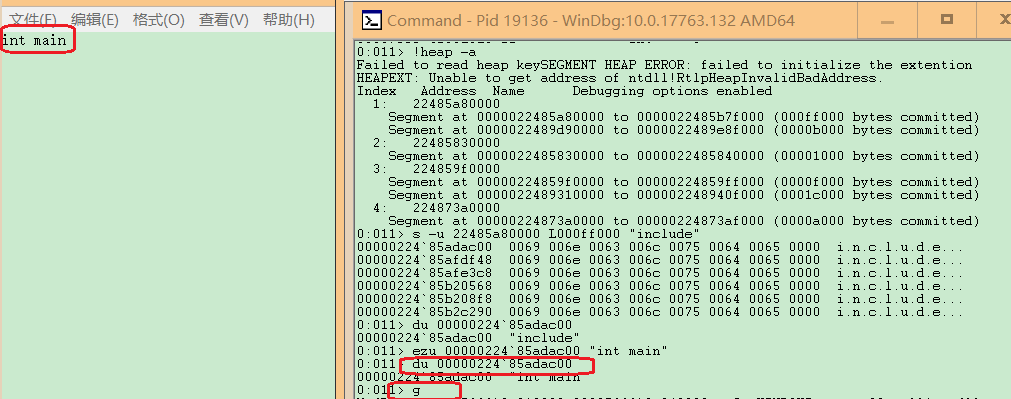 文件(F) 编辑(E) 格式(O) 查看(V) 帮助(H)
int main
Command - Pid 19136 - WinDbg:10.0.17763.132 AMD64
0:011> !heap -a
Failed to read heap keySEGMENT HEAP ERROR: failed to initialize the extention
HEAPEXT: Unable to get address of ntdll!RtlpHeapInvalidBadAddress.
Index   Address  Name      Debugging options enabled
  1:   22485a80000
    Segment at 0000022485a80000 to 0000022485b7f000 (000ff000 bytes committed)
    Segment at 0000022489d90000 to 0000022489e8f000 (0000b000 bytes committed)
  2:   22485830000
    Segment at 0000022485830000 to 0000022485840000 (00001000 bytes committed)
  3:   224859f0000
    Segment at 00000224859f0000 to 00000224859ff000 (0000f000 bytes committed)
    Segment at 0000022489310000 to 000002248940f000 (0001c000 bytes committed)
  4:   224873a0000
    Segment at 00000224873a0000 to 00000224873af000 (0000a000 bytes committed)
0:011> s -u 22485a80000 L000ff000 "include"
00000224`85adac00  0069 006e 0063 006c 0075 0064 0065 0000  i.n.c.l.u.d.e...
00000224`85afdf48  0069 006e 0063 006c 0075 0064 0065 0000  i.n.c.l.u.d.e...
00000224`85afe3c8  0069 006e 0063 006c 0075 0064 0065 0000  i.n.c.l.u.d.e...
00000224`85b20568  0069 006e 0063 006c 0075 0064 0065 0000  i.n.c.l.u.d.e...
00000224`85b208f8  0069 006e 0063 006c 0075 0064 0065 0000  i.n.c.l.u.d.e...
00000224`85b2c290  0069 006e 0063 006c 0075 0064 0065 0000  i.n.c.l.u.d.e...
0:011> du 00000224`85adac00
00000224`85adac00  "include"
0:011> ezu 00000224`85adac00 "int main"
0:011> du 00000224`85adac00
00000224`85adac00  "int main"
0:011> g